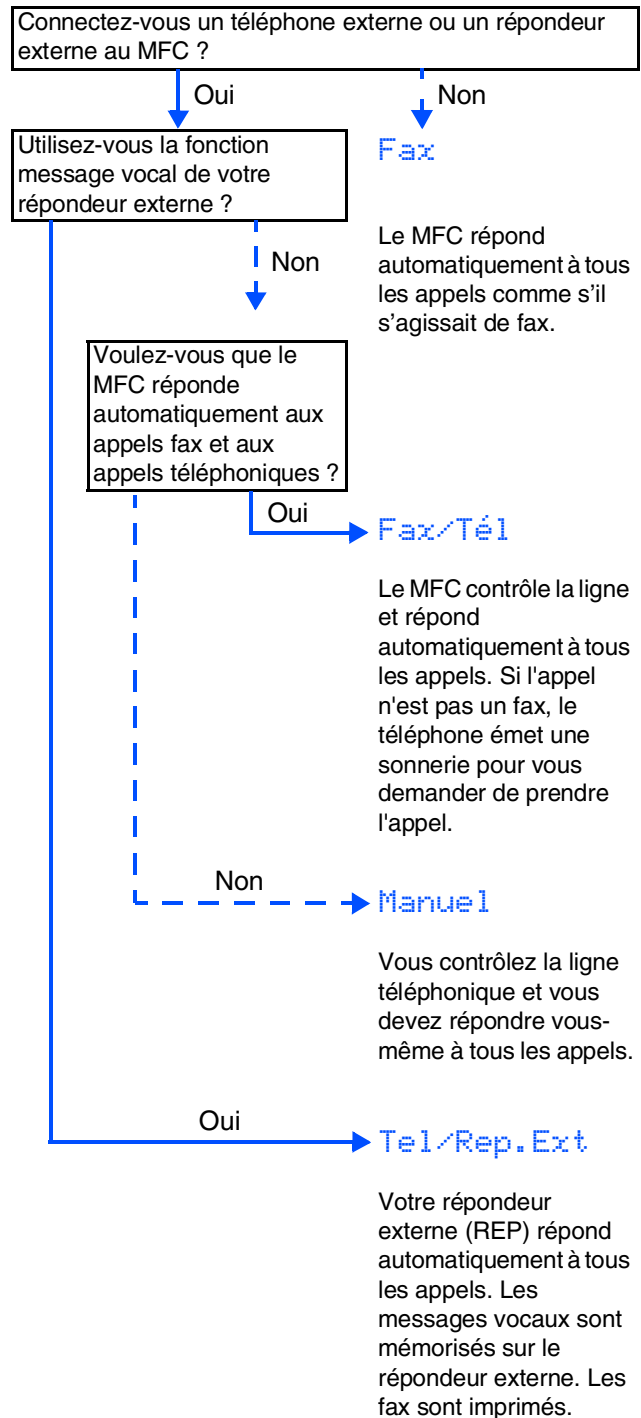 Connectez-vous un téléphone externe ou un répondeur
externe au MFC ?
Oui
Non
Utilisez-vous la fonction
message vocal de votre
répondeur externe ?
Fax
Le MFC répond
automatiquement à tous
les appels comme s'il
s'agissait de fax.
Non
Voulez-vous que le
MFC réponde
automatiquement aux
appels fax et aux
appels téléphoniques ?
Oui
Fax/Tél
Le MFC contrôle la ligne
et répond
automatiquement à tous
les appels. Si l'appel
n'est pas un fax, le
téléphone émet une
sonnerie pour vous
demander de prendre
l'appel.
Non
Manuel
Vous contrôlez la ligne
téléphonique et vous
devez répondre vous-
même à tous les appels.
Oui
Tel/Rep.Ext
Votre répondeur
externe (REP) répond
automatiquement à tous
les appels. Les
messages vocaux sont
mémorisés sur le
répondeur externe. Les
fax sont imprimés.